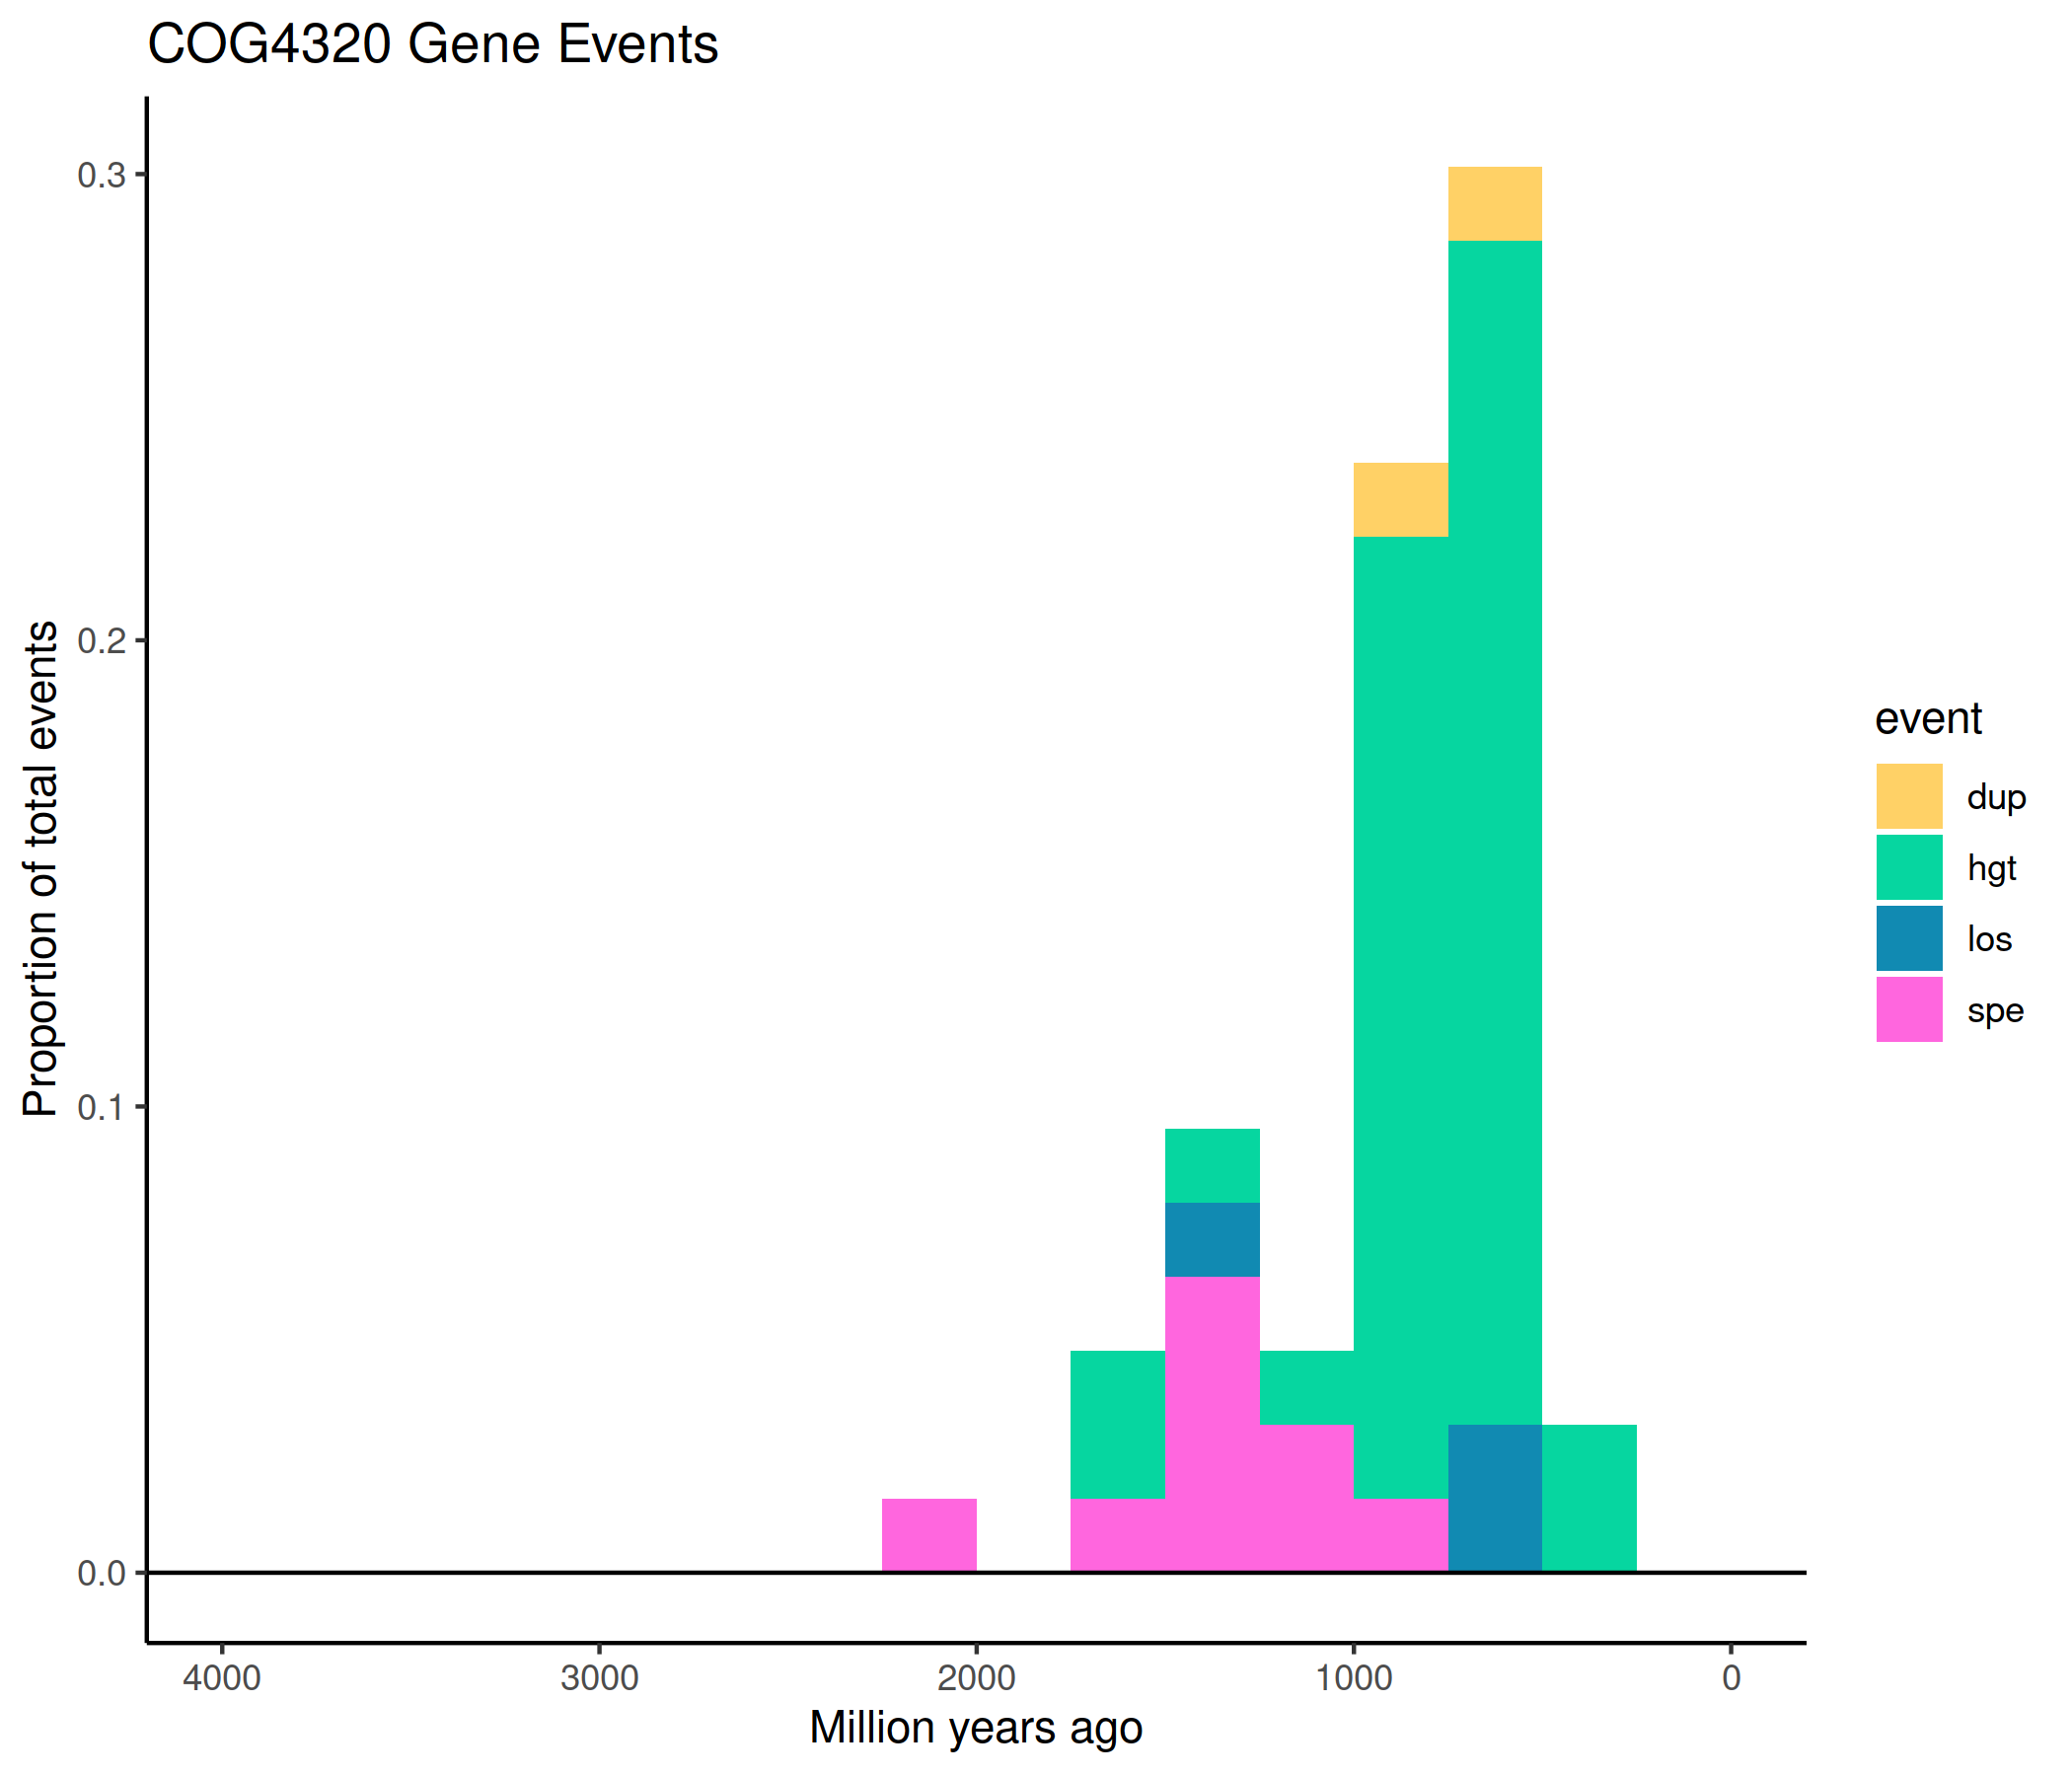 COG4320 Gene Events
Proportion of total events
0.3
0.2
0.1
0.0
4000 3000 2000 1000 0
Million years ago
event
dup
hgt
los
spe